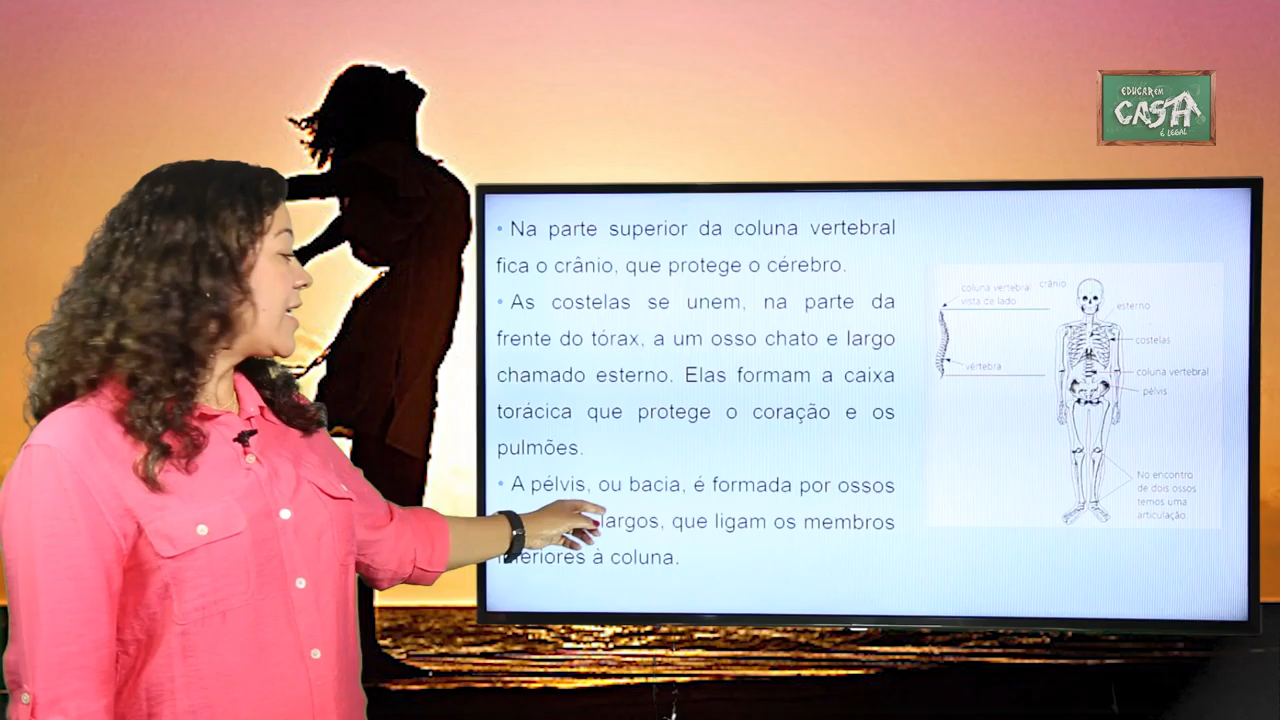 EDUCAR EM
CASA
É LEGAL
• Na parte superior da coluna vertebral
fica o crânio, que protege o cérebro.
• As costelas se unem, na parte da
frente do tórax, a um osso chato e largo
chamado esterno. Elas formam a caixa
torácica que protege o coração e os
pulmões.
• A pélvis, ou bacia, é formada por ossos
largos, que ligam os membros
inferiores à coluna.
coluna vertebral
vista de lado
crânio
esterno
costelas
vértebra
coluna vertebral
pélvis
No encontro
de dois ossos
temos uma
articulação